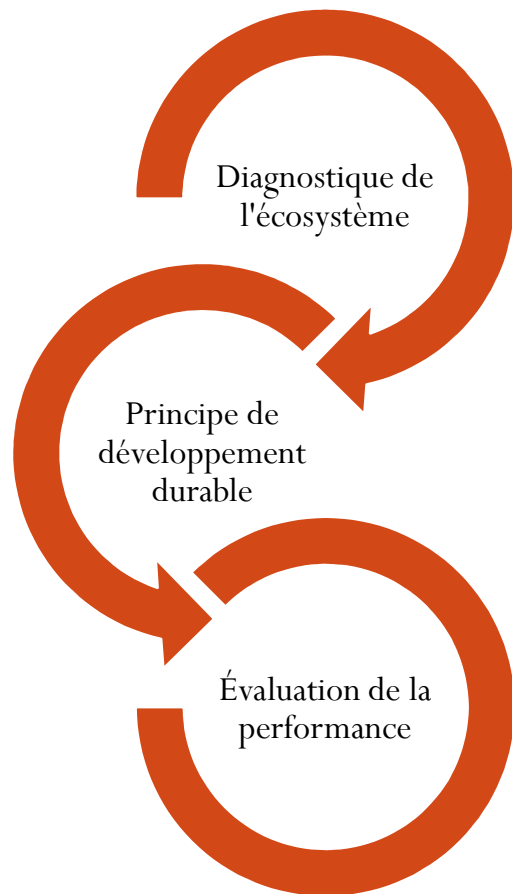 Diagnostique de
l'écosystème
Principe de
développement
durable
Évaluation de la
performance